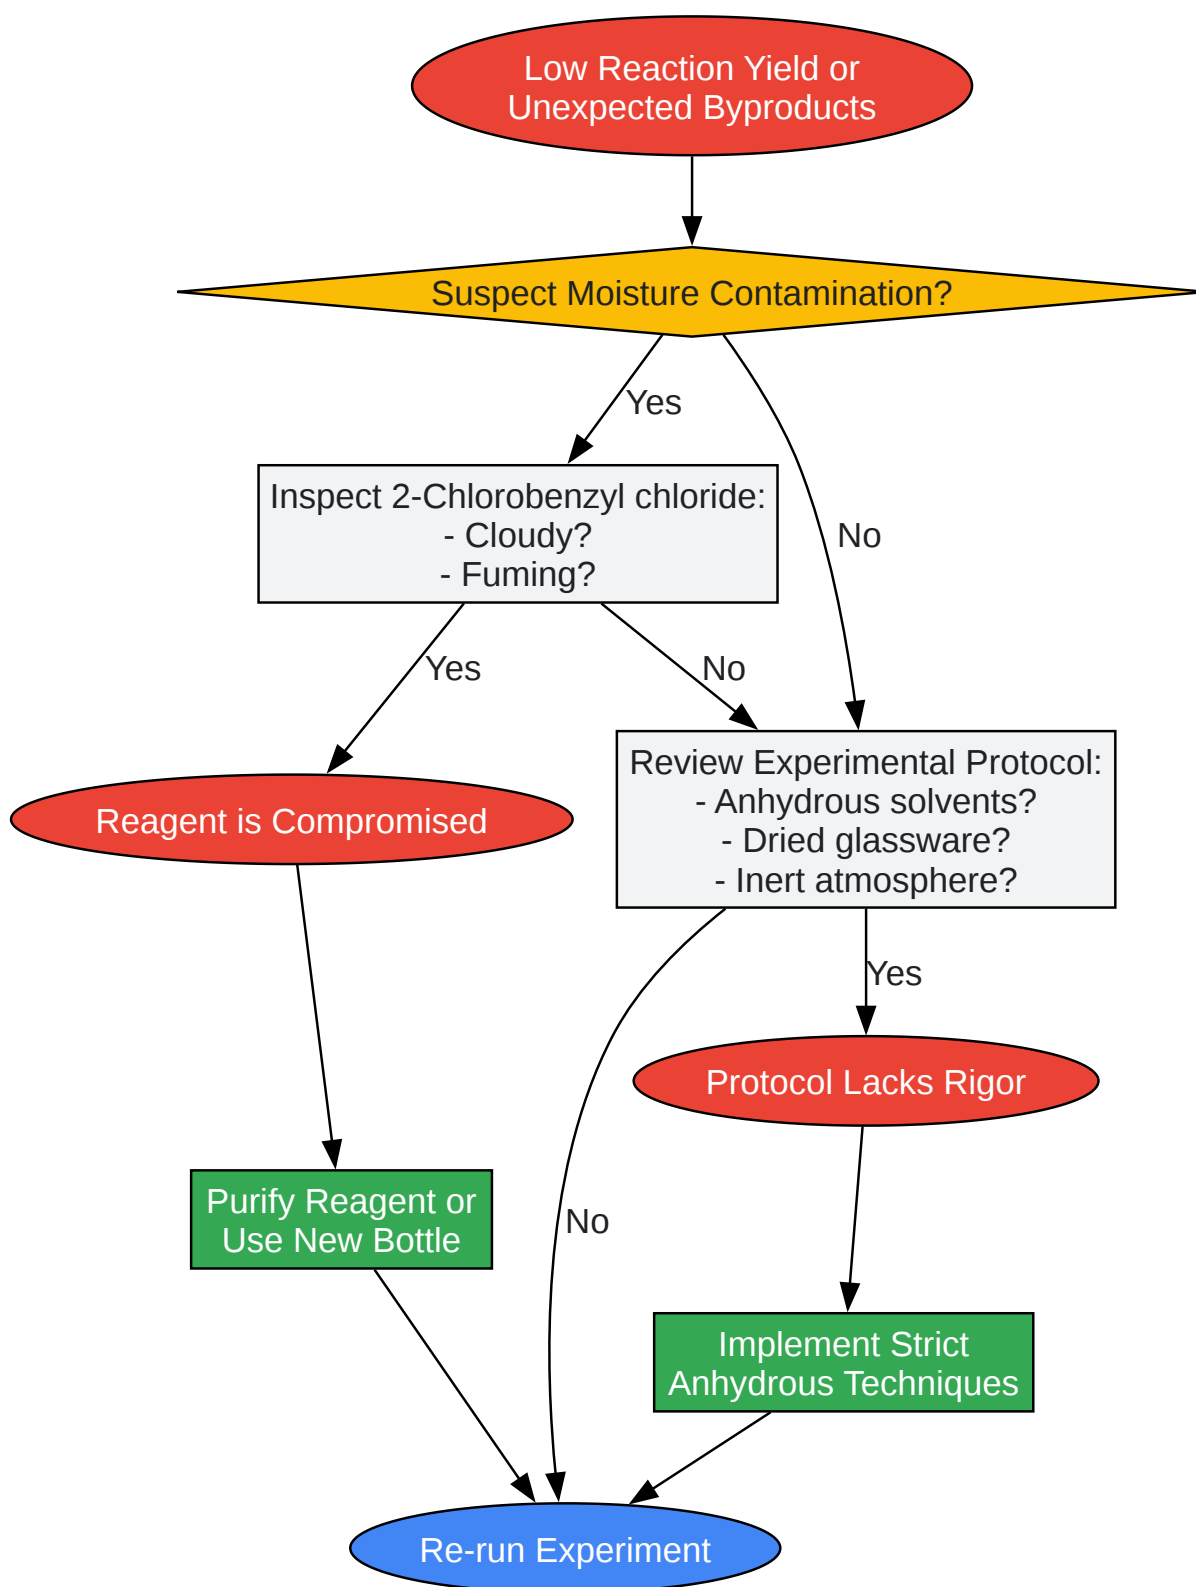 Low Reaction Yield or
Unexpected Byproducts
Suspect Moisture Contamination?
Yes
Inspect 2-Chlorobenzyl chloride:
- Cloudy?
- Fuming?
No
Yes
No
Review Experimental Protocol:
- Anhydrous solvents?
- Dried glassware?
- Inert atmosphere?
Reagent is Compromised
Yes
Protocol Lacks Rigor
Purify Reagent or
Use New Bottle
No
Implement Strict
Anhydrous Techniques
Re-run Experiment